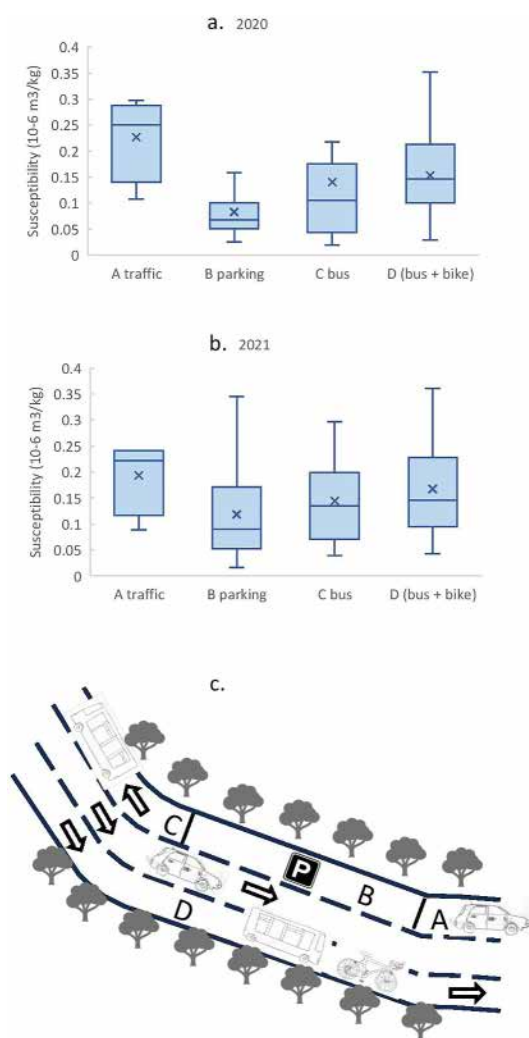 a. 2020
Susceptibility (10-6 m3/kg)
0.4
0.35
0.3
0.25
0.2
0.15
0.1
0.05
0
A traffic B parking C bus D (bus + bike)
b. 2021
Susceptibility (10-6 m3/kg)
0.4
0.35
0.3
0.25
0.2
0.15
0.1
0.05
0
A traffic B parking C bus D (bus + bike)
c.
C
P
B
A
D